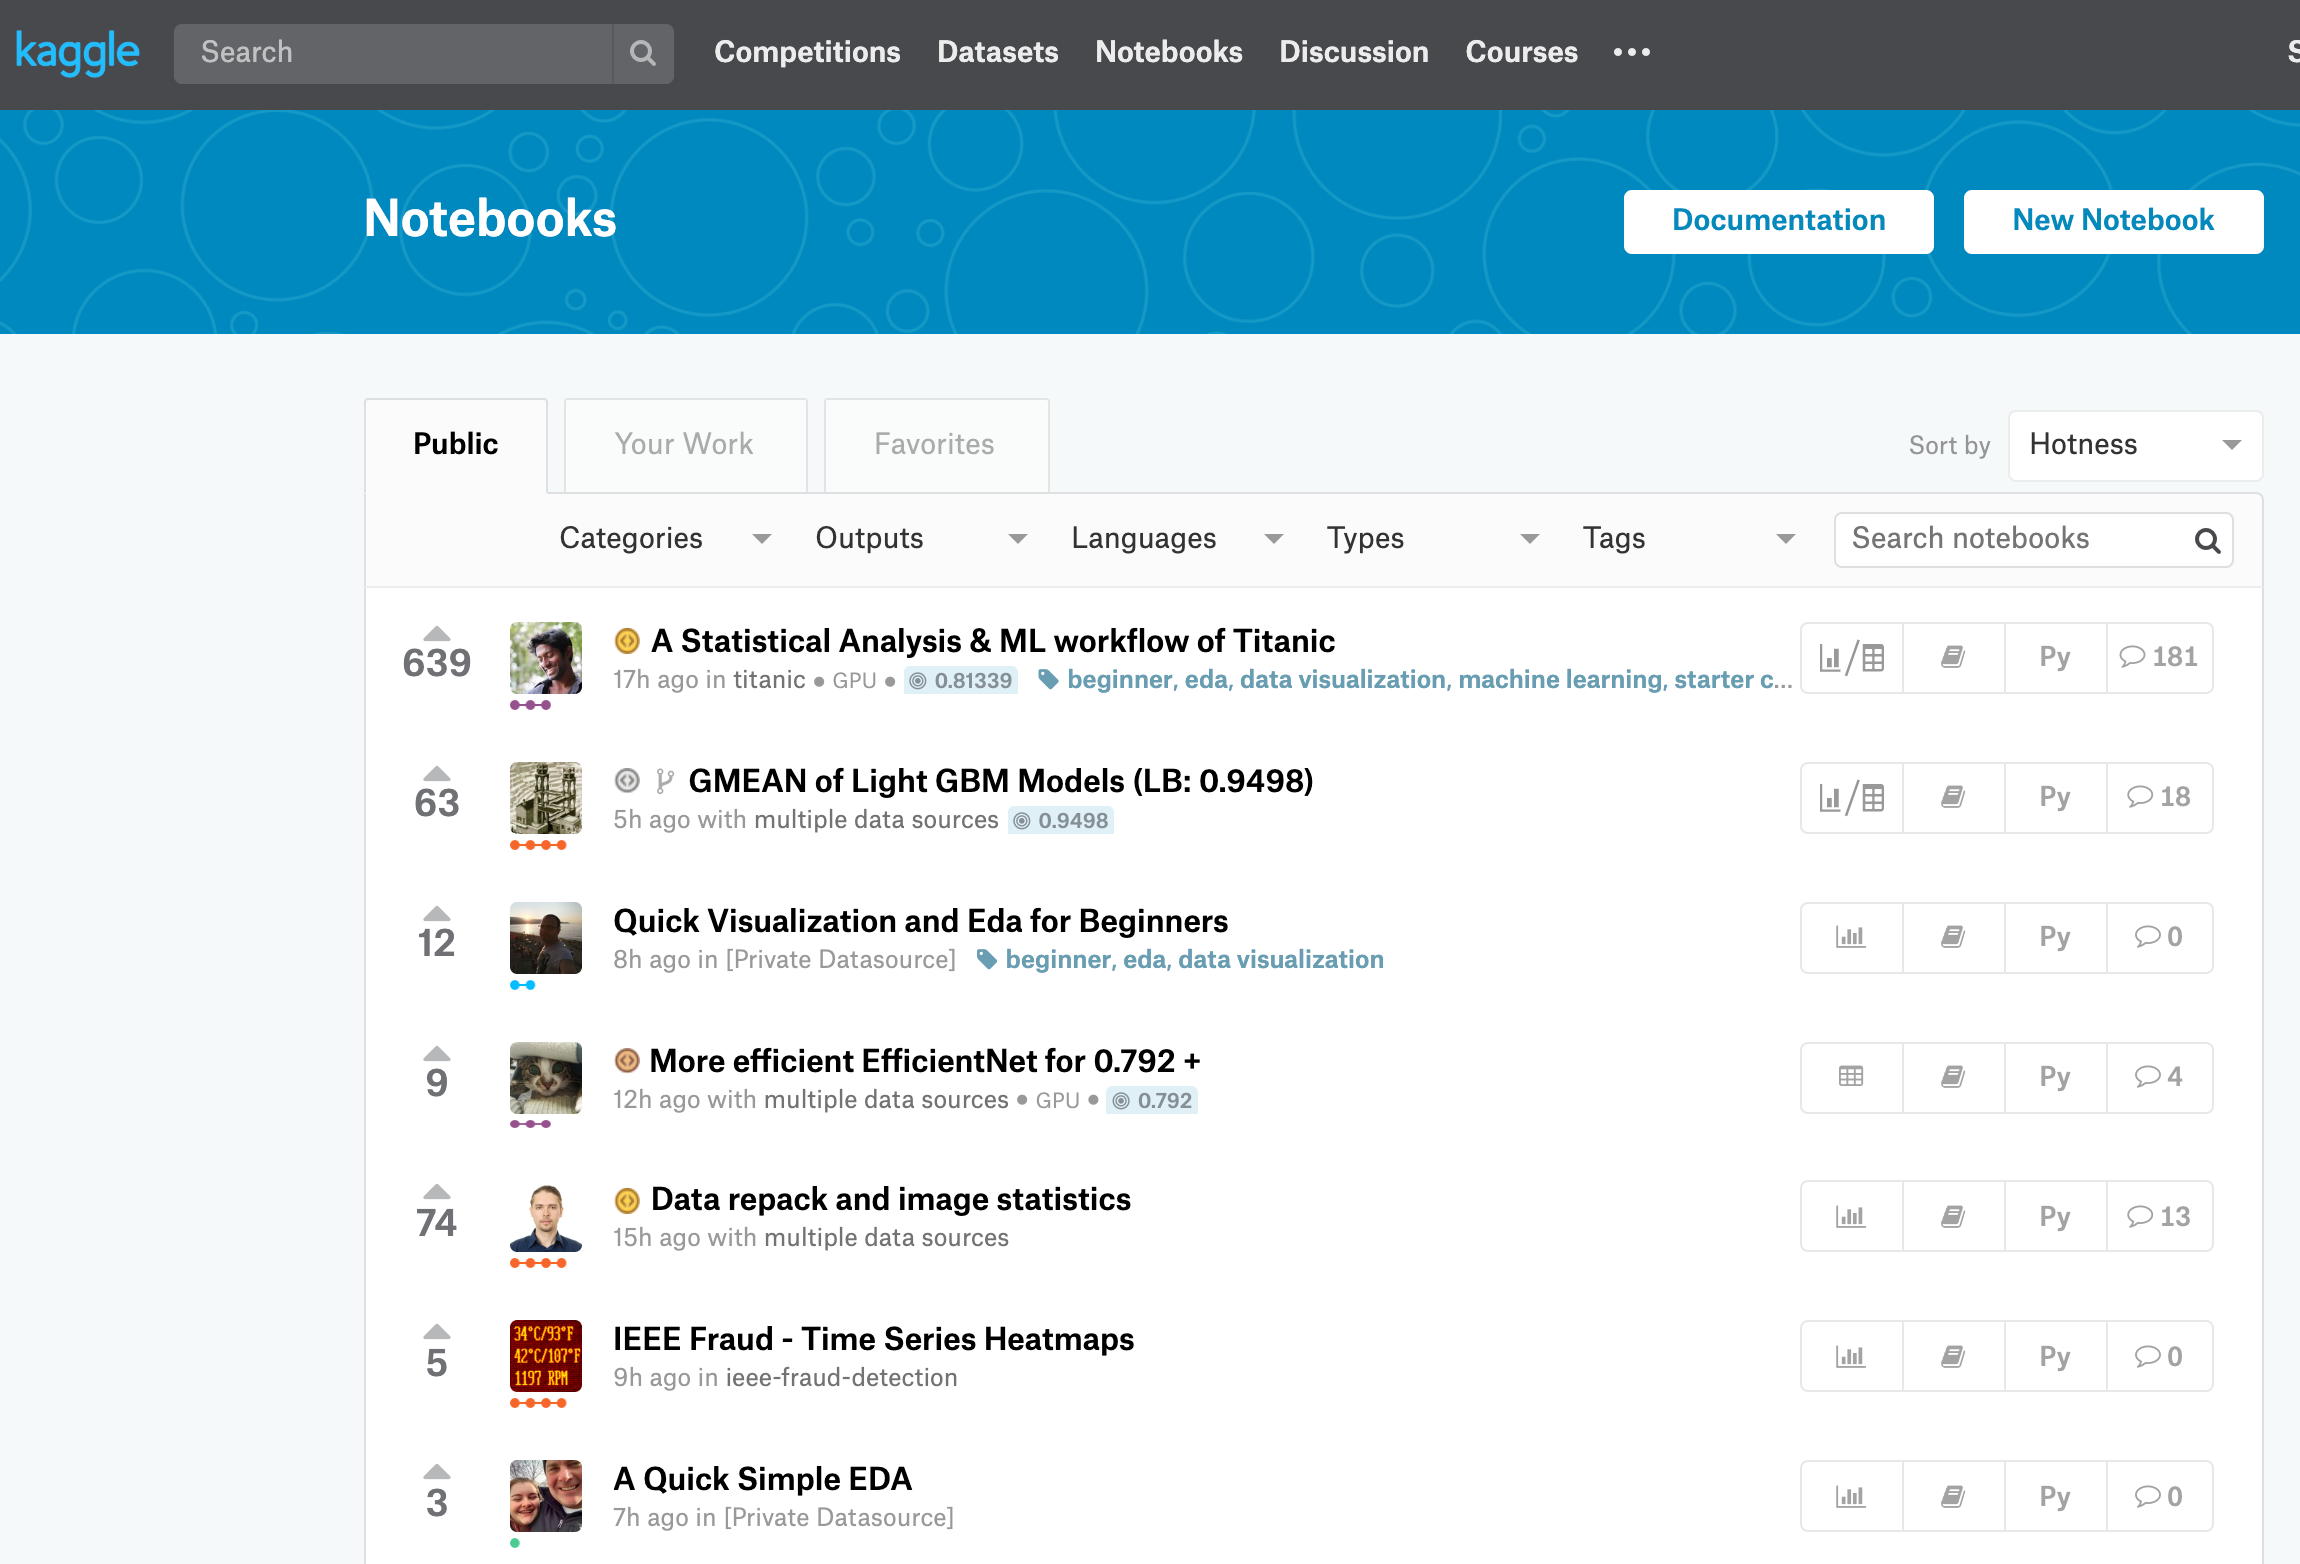 kaggle Search Competitions Datasets Notebooks Discussion Courses
Notebooks Documentation New Notebook
Public Your Work Favorites Sort by Hotness
Categories Outputs Languages Types Tags Search notebooks
639 A Statistical Analysis & ML workflow of Titanic Py 181
17h ago in titanic • GPU • 0.81339 beginner, eda, data visualization, machine learning, starter c...
63 GMEAN of Light GBM Models (LB: 0.9498) Py 18
5h ago with multiple data sources 0.9498
12 Quick Visualization and Eda for Beginners Py 0
8h ago in [Private Datasource] beginner, eda, data visualization
9 More efficient EfficientNet for 0.792 + Py 4
12h ago with multiple data sources • GPU • 0.792
74 Data repack and image statistics Py 13
15h ago with multiple data sources
34°C/93°F
42°C/107°F
1197 RPM
5 IEEE Fraud - Time Series Heatmaps Py 0
9h ago in ieee-fraud-detection
3 A Quick Simple EDA Py 0
7h ago in [Private Datasource]